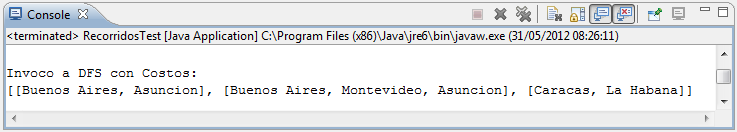 Console
<terminated> RecorridosTest [Java Application] C:\Program Files (x86)\Java\jre6\bin\javaw.exe (31/05/2012 08:26:11)
Invoco a DFS con Costos:
[[Buenos Aires, Asuncion], [Buenos Aires, Montevideo, Asuncion], [Caracas, La Habana]]